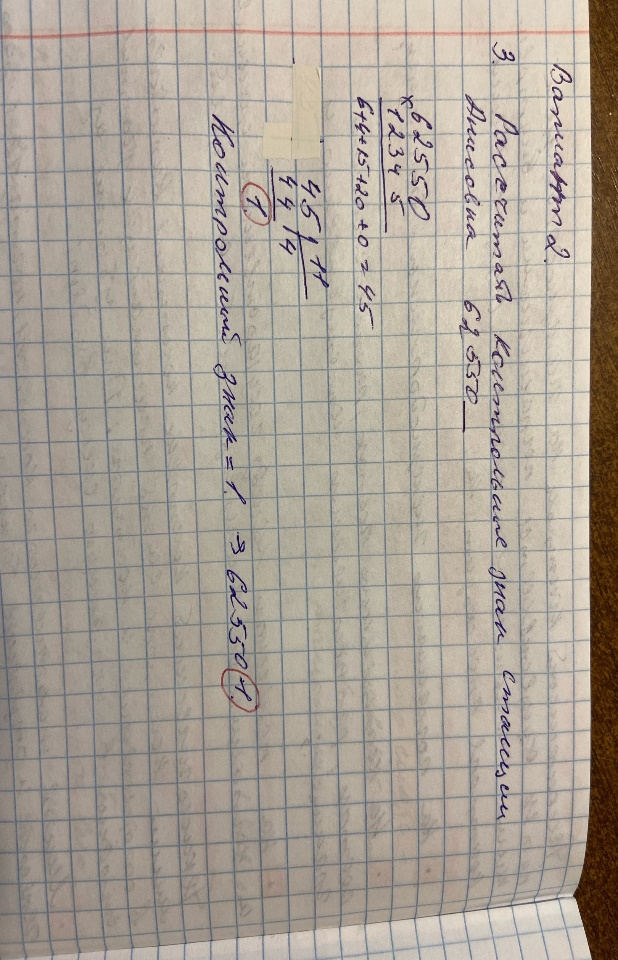 Вариант 2.
3. Рассчитать контрольные знак станции
Анисовка 62550
62550
× 12345
6+4+15+20+0=45
45 11
44 4
1.
Контрольный знак = 1. → 62550 1.